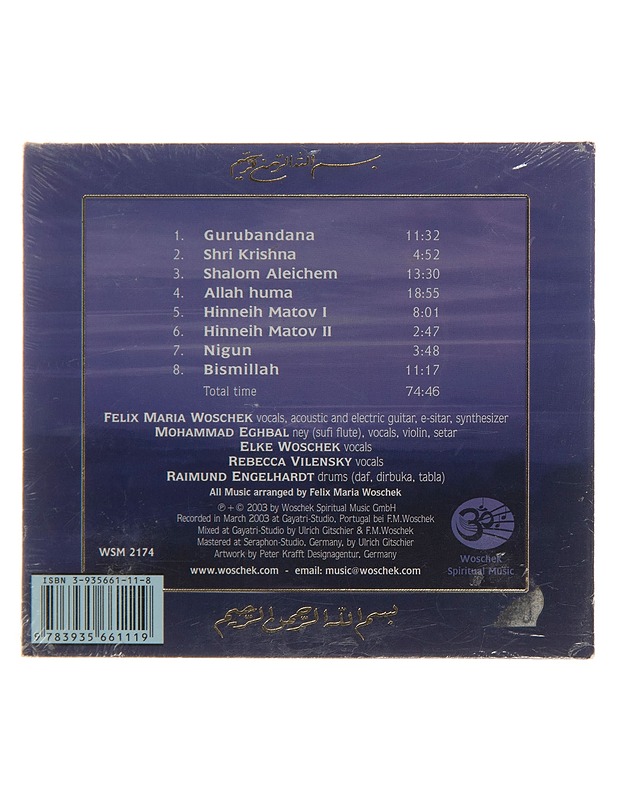 بسم الله الرحمن الرحيم
1. Gurubandana 11:32
2. Shri Krishna 4:52
3. Shalom Aleichem 13:30
4. Allah huma 18:55
5. Hinneih Matov I 8:01
6. Hinneih Matov II 2:47
7. Nigun 3:48
8. Bismillah 11:17
Total time 74:46
FELIX MARIA WOSCHEK vocals, acoustic and electric guitar, e-sitar, synthesizer
MOHAMMAD EGHBAL ney (sufi flute), vocals, violin, setar
ELKE WOSCHEK vocals
REBECCA VILENSKY vocals
RAIMUND ENGELHARDT drums (daf, dirbuka, tabla)
All Music arranged by Felix Maria Woschek
℗ + © 2003 by Woschek Spiritual Music GmbH
Recorded in March 2003 at Gayatri-Studio, Portugal bei F.M.Woschek
Mixed at Gayatri-Studio by Ulrich Gitschier & F.M.Woschek
Mastered at Seraphon-Studio, Germany, by Ulrich Gitschier
Artwork by Peter Krafft Designagentur, Germany
www.woschek.com - email: music@woschek.com
WSM 2174
Woschek
Spiritual Music
ISBN 3-935661-11-8
9 783935 661119
بسم الله الرحمن الرحيم